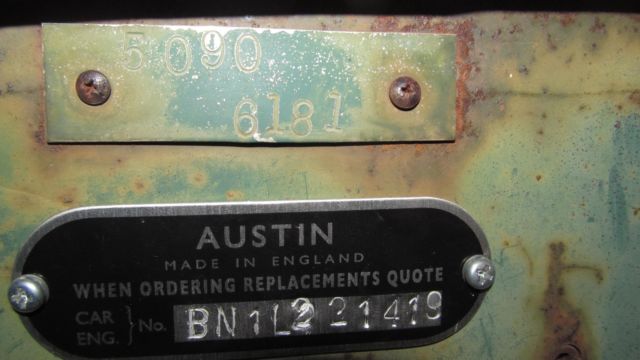 5090
6181
AUSTIN
MADE IN ENGLAND
WHEN ORDERING REPLACEMENTS QUOTE
CAR
ENG. } No. BN1L221419